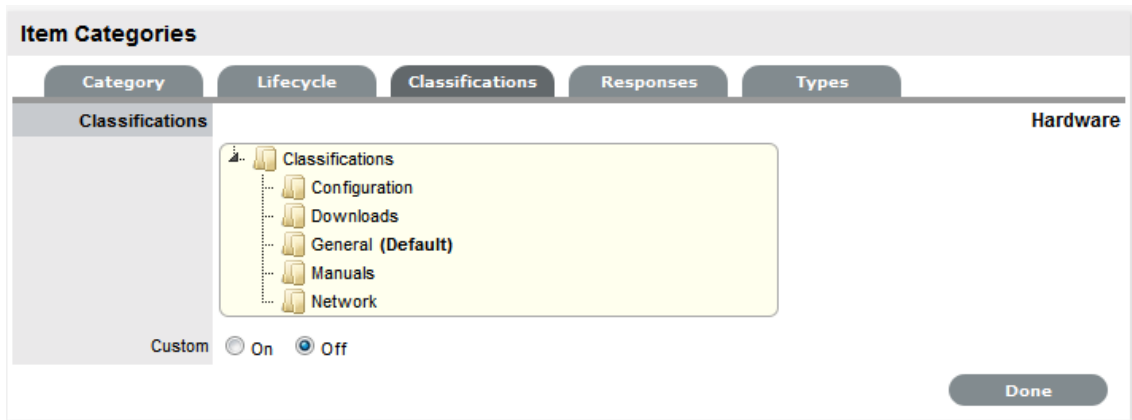 Item Categories
Category Lifecycle Classifications Responses Types
Classifications Hardware
Classifications
Configuration
Downloads
General (Default)
Manuals
Network
Custom On Off
Done